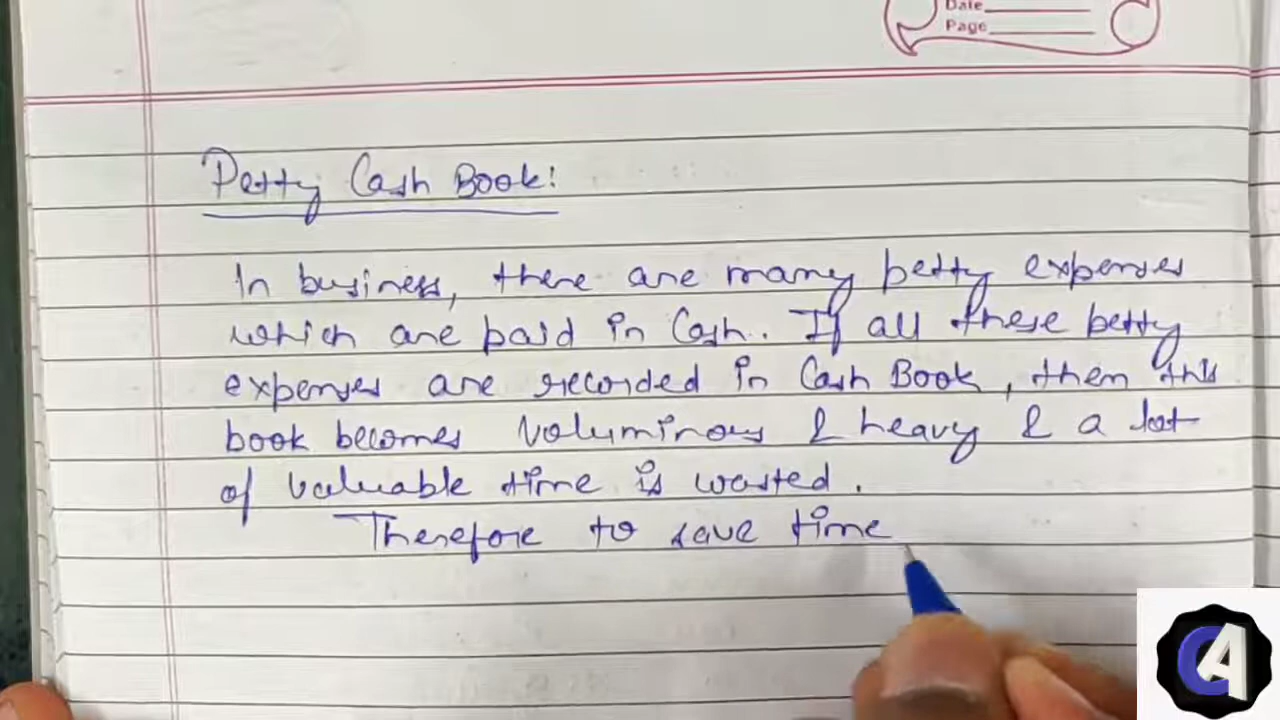 Date
Page
Petty Cash Book:
In business, there are many petty expenses
which are paid in Cash. If all these petty
expenses are recorded in Cash Book, then this
book becomes voluminous & heavy & a lot
of valuable time is wasted.
Therefore to save time
CA